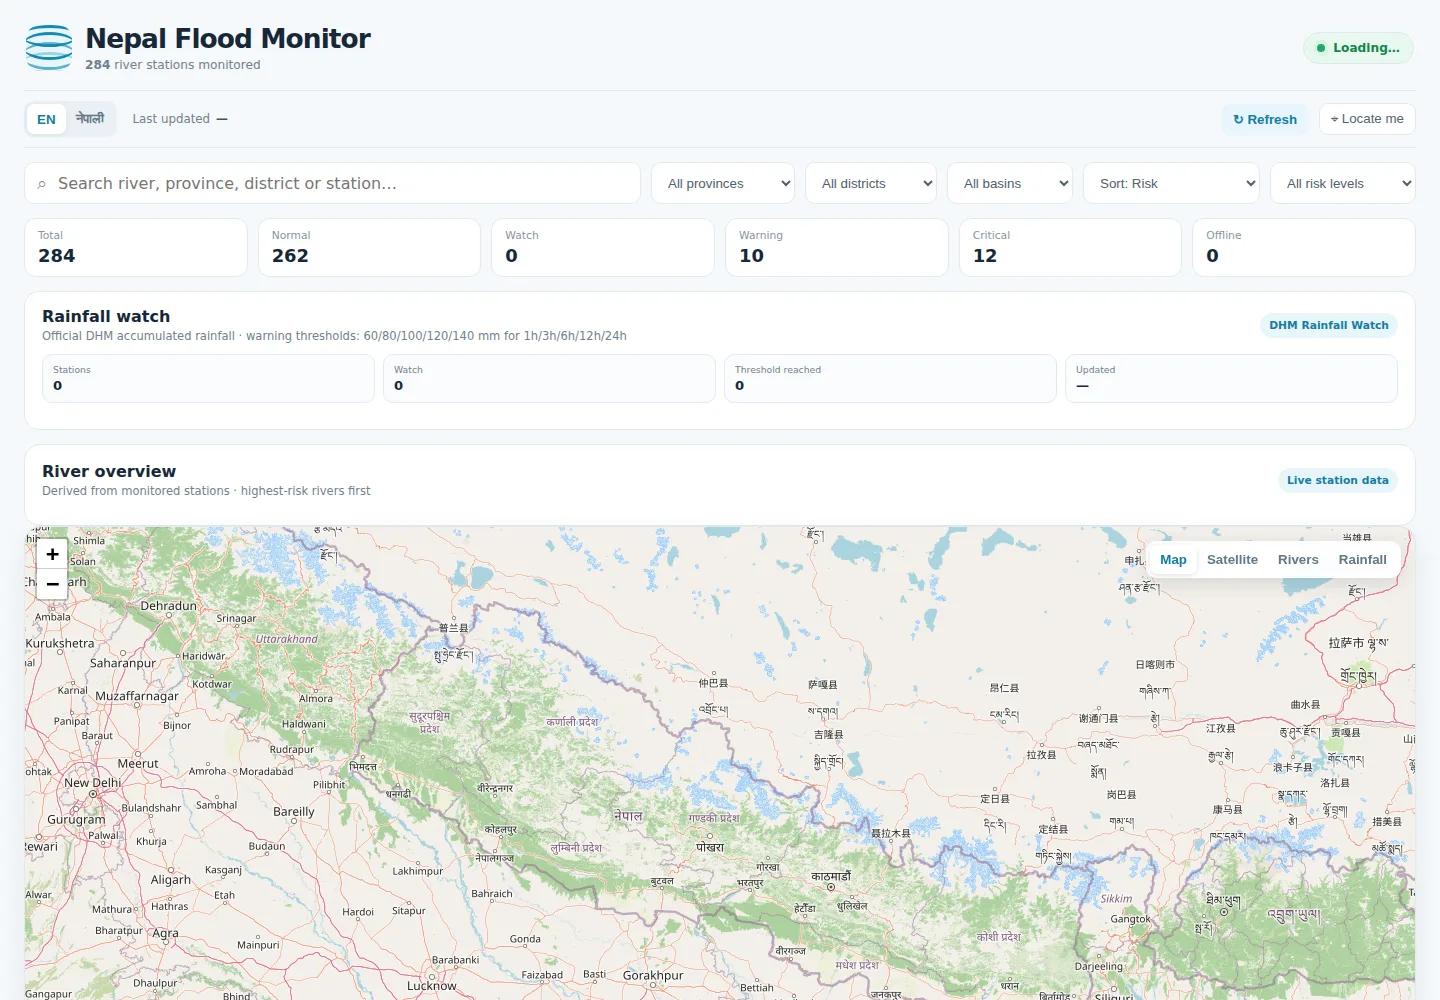 Nepal Flood Monitor
284 river stations monitored
Loading...
EN
नेपाली
Last updated —
↻ Refresh
⌖ Locate me
Search river, province, district or station...
All provinces
All districts
All basins
Sort: Risk
All risk levels
Total
284
Normal
262
Watch
0
Warning
10
Critical
12
Offline
0
Rainfall watch
Official DHM accumulated rainfall · warning thresholds: 60/80/100/120/140 mm for 1h/3h/6h/12h/24h
DHM Rainfall Watch
Stations
0
Watch
0
Threshold reached
0
Updated
—
River overview
Derived from monitored stations · highest-risk rivers first
Live station data
+
−
Map
Satellite
Rivers
Rainfall
Shimla
Solan
Ambala
Dehradun
Srinagar
Uttarakhand
Kurukshetra
Saharanpur
Haridwar
Kotdwar
Karnal
Muzaffarnagar
Almora
Panipat
Bijnor
Haldwani
Baraut
Rudrapur
Meerut
Amroha
Moradabad
Pilibhit
New Delhi
Bulandshahr
Sambhal
Bareilly
Gurugram
Palwal
Khurja
Budaun
Aligarh
Kasganj
Lakhimpur
Alwar
Etah
Bahraich
Mathura
Hathras
Hardoi
Sitapur
Bharatpur
Agra
Mainpuri
Gonda
Barabanki
Dhaulpur
Faizabad
Basti
Gorakhpur
Bettiah
Lucknow
Gangapur
Bhind
सुदूरपश्चिम
प्रदेश
कर्णाली प्रदेश
भिमदत्त
धनगढी
वीरेन्द्रनगर
कोहलपुर
नेपालगञ्ज
नेपाल
लुम्बिनी प्रदेश
गण्डकी प्रदेश
पोखरा
गोरखा
बुटवल
भरतपुर
काठमाडौं
हेटौँडा
धुलिखेल
वीरगञ्ज
मधेश प्रदेश
कोशी प्रदेश
जनकपुर
धरान
Sikkim
Gangtok
Darjeeling
Siliguri
普兰县
仲巴县
萨嘎县
吉隆县
昂仁县
日喀则市
谢通门县
拉孜县
定日县
定结县
岗巴县
聂拉木县
江孜县
康马县
浪卡子县
曲水县
贡嘎县
洛扎县
措美县
拉萨市
当雄县
འབྲུག་ཡུལ།